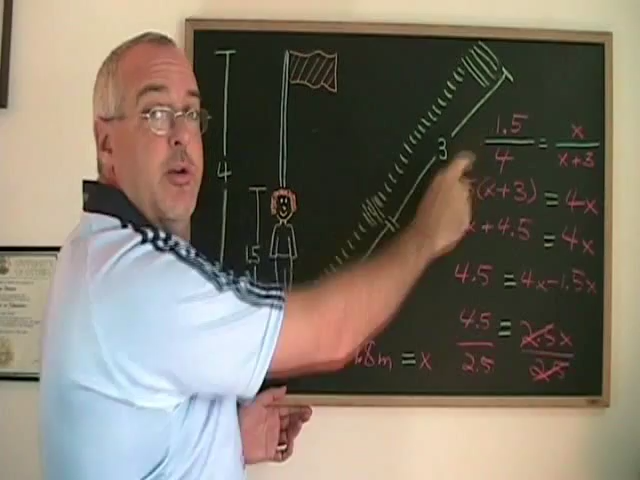 4
1.5
3
1.5/4 = x/x+3
(x+3) = 4x
x + 4.5 = 4x
4.5 = 4x-1.5x
4.5/2.5 = 2.5x/2.5
.8m = x